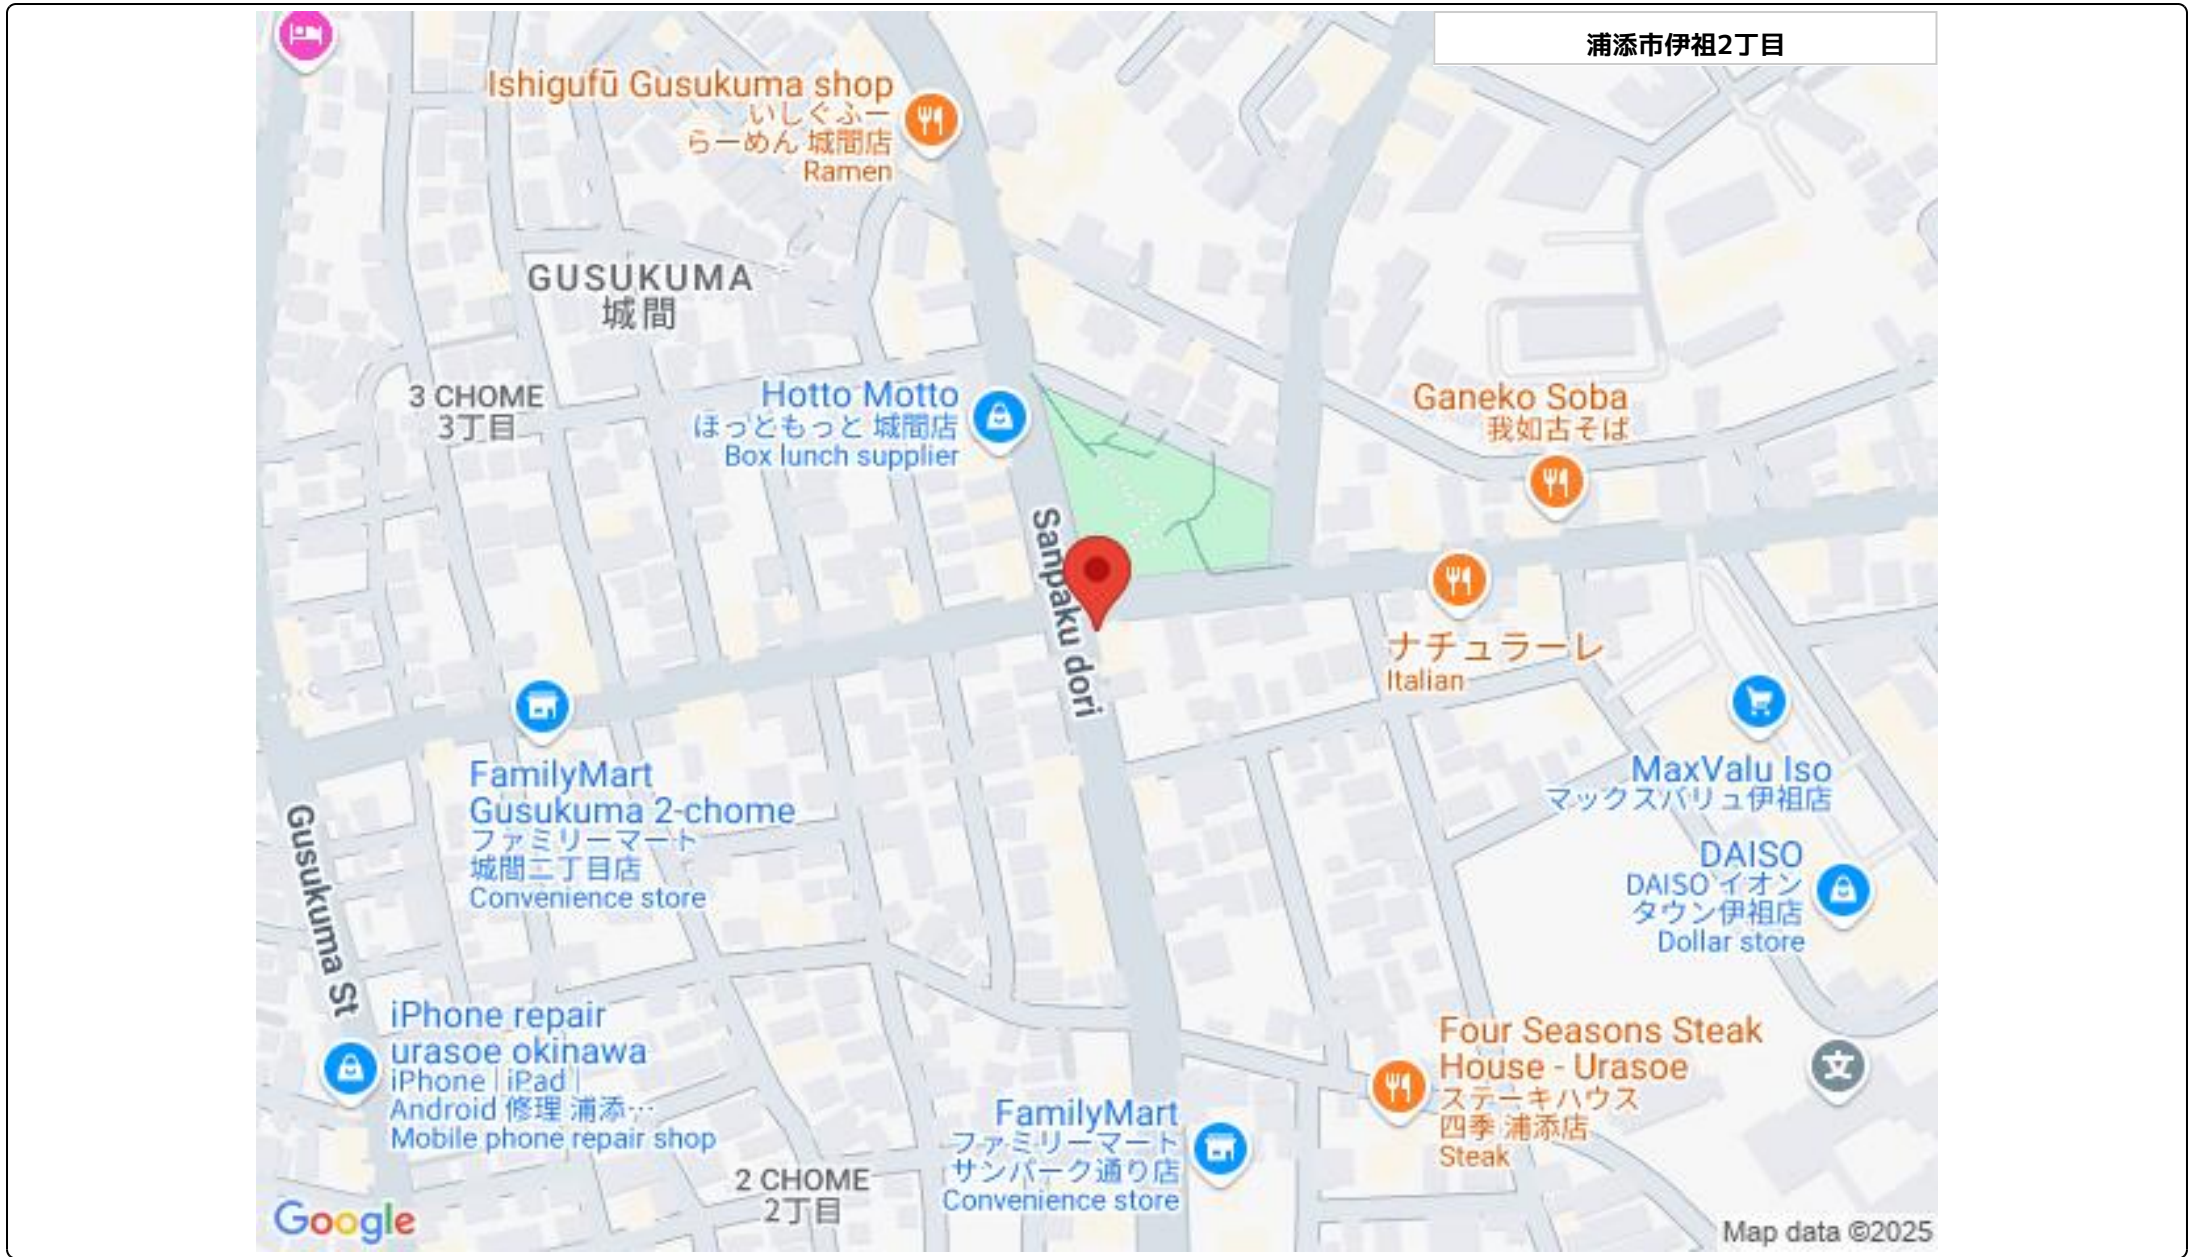 浦添市伊祖2丁目
Ishigufū Gusukuma shop
いしぐふー
らーめん 城間店
Ramen
GUSUKUMA
城間
3 CHOME
3丁目
Hotto Motto
ほっともっと 城間店
Box lunch supplier
Ganeko Soba
我如古そば
Sanpaku dori
ナチュラーレ
Italian
FamilyMart
Gusukuma 2-chome
ファミリーマート
城間二丁目店
Convenience store
MaxValu Iso
マックスバリュ伊祖店
DAISO
DAISO イオン
タウン伊祖店
Dollar store
Gusukuma St
iPhone repair
urasoe okinawa
iPhone | iPad |
Android 修理 浦添…
Mobile phone repair shop
Four Seasons Steak
House - Urasoe
ステーキハウス
四季 浦添店
Steak
文
FamilyMart
ファミリーマート
サンパーク通り店
Convenience store
2 CHOME
2丁目
Google
Map data ©2025